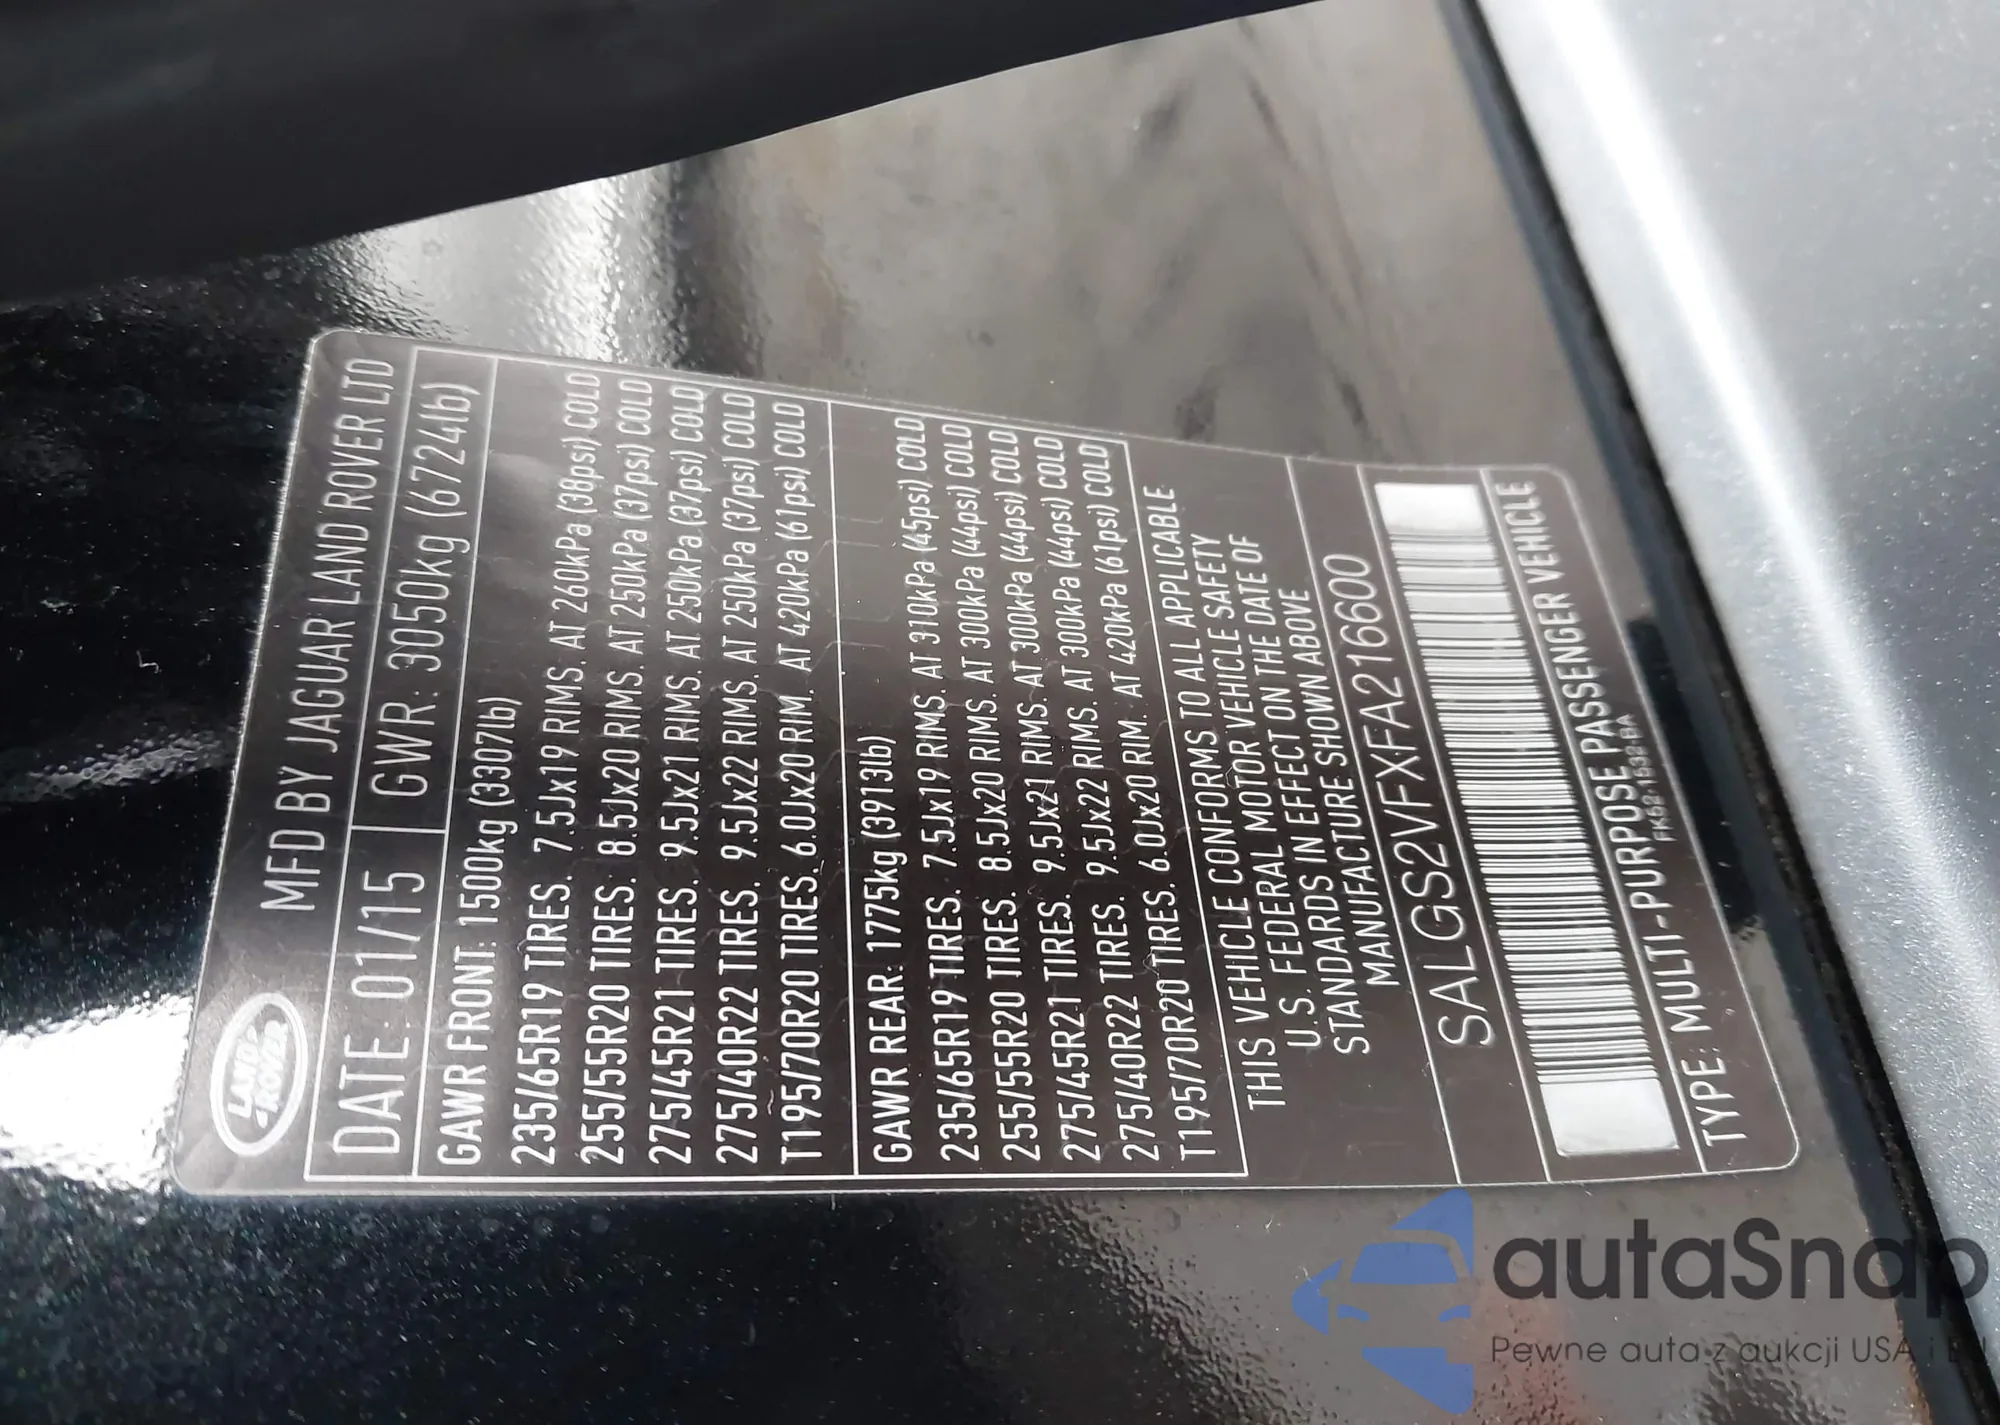 LAND
ROVER
MFD BY JAGUAR LAND ROVER LTD
DATE: 01/15 GWR: 3050kg (6724lb)
GAWR FRONT: 1500kg (3307lb)
235/65R19 TIRES. 7.5Jx19 RIMS. AT 260kPa (38psi) COLD
255/55R20 TIRES. 8.5Jx20 RIMS. AT 250kPa (37psi) COLD
275/45R21 TIRES. 9.5Jx21 RIMS. AT 250kPa (37psi) COLD
275/40R22 TIRES. 9.5Jx22 RIMS. AT 250kPa (37psi) COLD
T195/70R20 TIRES. 6.0Jx20 RIM. AT 420kPa (61psi) COLD
GAWR REAR: 1775kg (3913lb)
235/65R19 TIRES. 7.5Jx19 RIMS. AT 310kPa (45psi) COLD
255/55R20 TIRES. 8.5Jx20 RIMS. AT 300kPa (44psi) COLD
275/45R21 TIRES. 9.5Jx21 RIMS. AT 300kPa (44psi) COLD
275/40R22 TIRES. 9.5Jx22 RIMS. AT 300kPa (44psi) COLD
T195/70R20 TIRES. 6.0Jx20 RIM. AT 420kPa (61psi) COLD
THIS VEHICLE CONFORMS TO ALL APPLICABLE
U.S. FEDERAL MOTOR VEHICLE SAFETY
STANDARDS IN EFFECT ON THE DATE OF
MANUFACTURE SHOWN ABOVE
SALGS2VFXFA216600
TYPE: MULTI-PURPOSE PASSENGER VEHICLE
autaSnap
Pewne auta z aukcji USA i